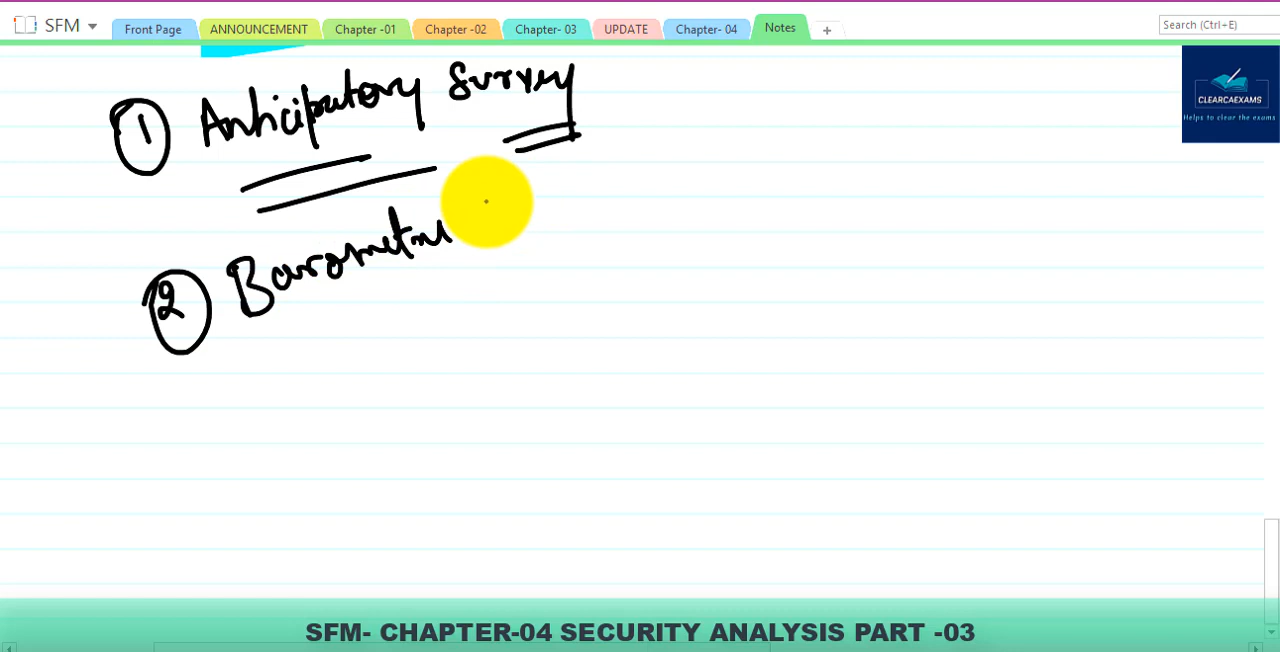 SFM
Front Page
ANNOUNCEMENT
Chapter -01
Chapter -02
Chapter- 03
UPDATE
Chapter- 04
Notes
+
Search (Ctrl+E)
CLEARCAEXAMS
Helps to clear the exams
1 Anticipatory Survey
2
SFM- CHAPTER-04 SECURITY ANALYSIS PART -03